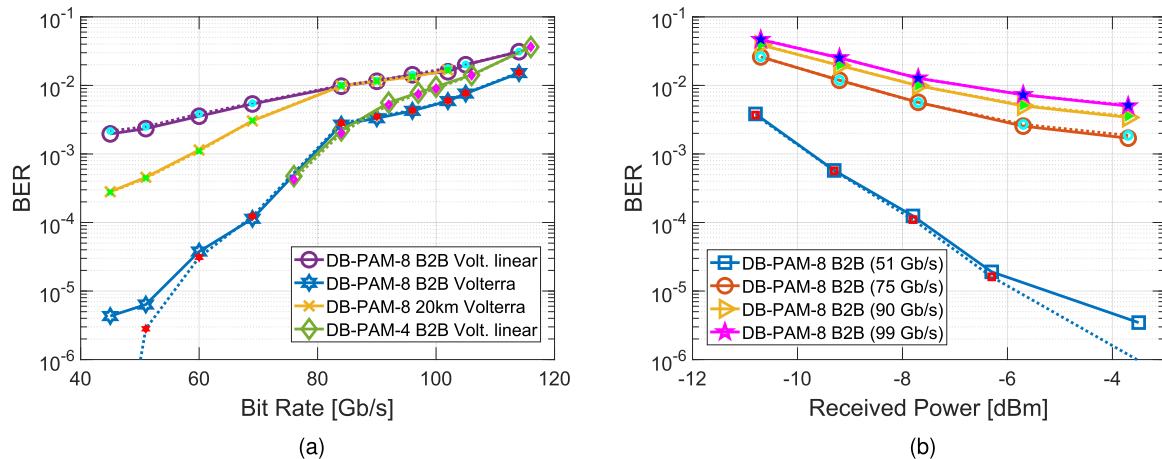 10^-1
10^-2
10^-3
10^-4
10^-5
10^-6
BER
DB-PAM-8 B2B Volt. linear
DB-PAM-8 B2B Volterra
DB-PAM-8 20km Volterra
DB-PAM-4 B2B Volt. linear
40 60 80 100 120
Bit Rate [Gb/s]
(a)
10^-1
10^-2
10^-3
10^-4
10^-5
10^-6
BER
DB-PAM-8 B2B (51 Gb/s)
DB-PAM-8 B2B (75 Gb/s)
DB-PAM-8 B2B (90 Gb/s)
DB-PAM-8 B2B (99 Gb/s)
-12 -10 -8 -6 -4
Received Power [dBm]
(b)